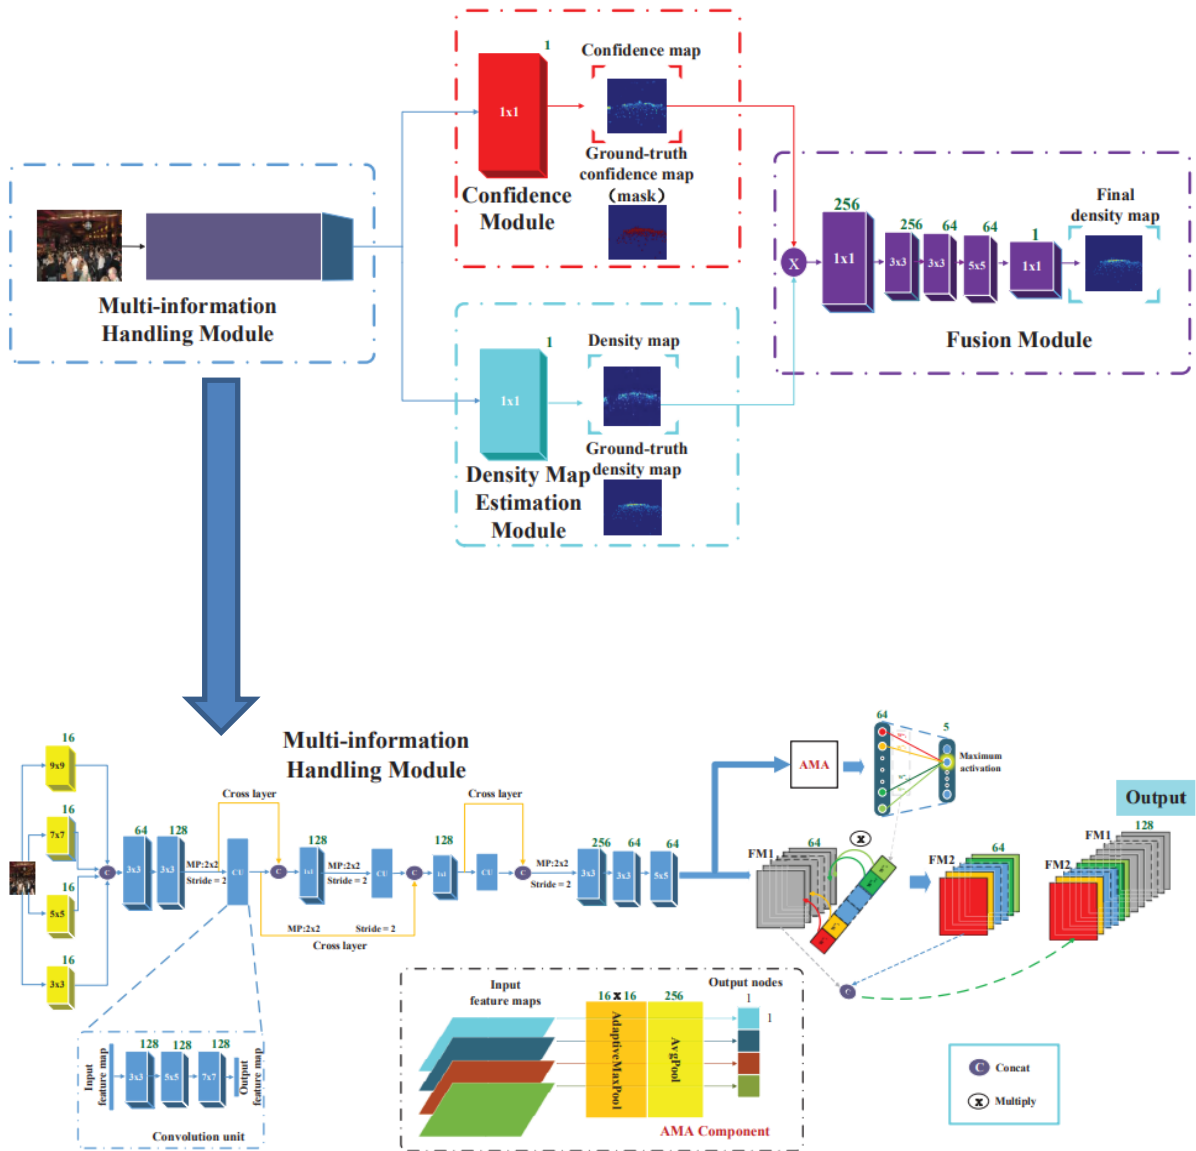 1
Confidence map
1x1
Ground-truth
confidence map
(mask)
Confidence
Module
Multi-information
Handling Module
1
Density map
1x1
Ground-truth
density map
Density Map
Estimation
Module
X
256
1x1
256
3x3
64
3x3
64
5x5
1
1x1
Final
density map
Fusion Module
Multi-information
Handling Module
16
9x9
16
7x7
16
5x5
16
3x3
C
64
3x3
128
3x3
MP:2x2
Stride = 2
Cross layer
CU
C
128
1x1
MP:2x2
Stride = 2
CU
C
128
1x1
Cross layer
CU
C
MP:2x2
Stride = 2
MP:2x2
Stride = 2
Cross layer
256
3x3
64
3x3
64
5x5
AMA
64
5
Maximum
activation
FM1
64
x
FM2
64
Output
FM1
128
FM2
C
Input
feature map
128
3x3
128
5x5
128
7x7
Output
feature map
Convolution unit
Input
feature maps
16 x 16
AdaptiveMaxPool
256
AvgPool
Output nodes
1
1
AMA Component
C
Concat
x
Multiply